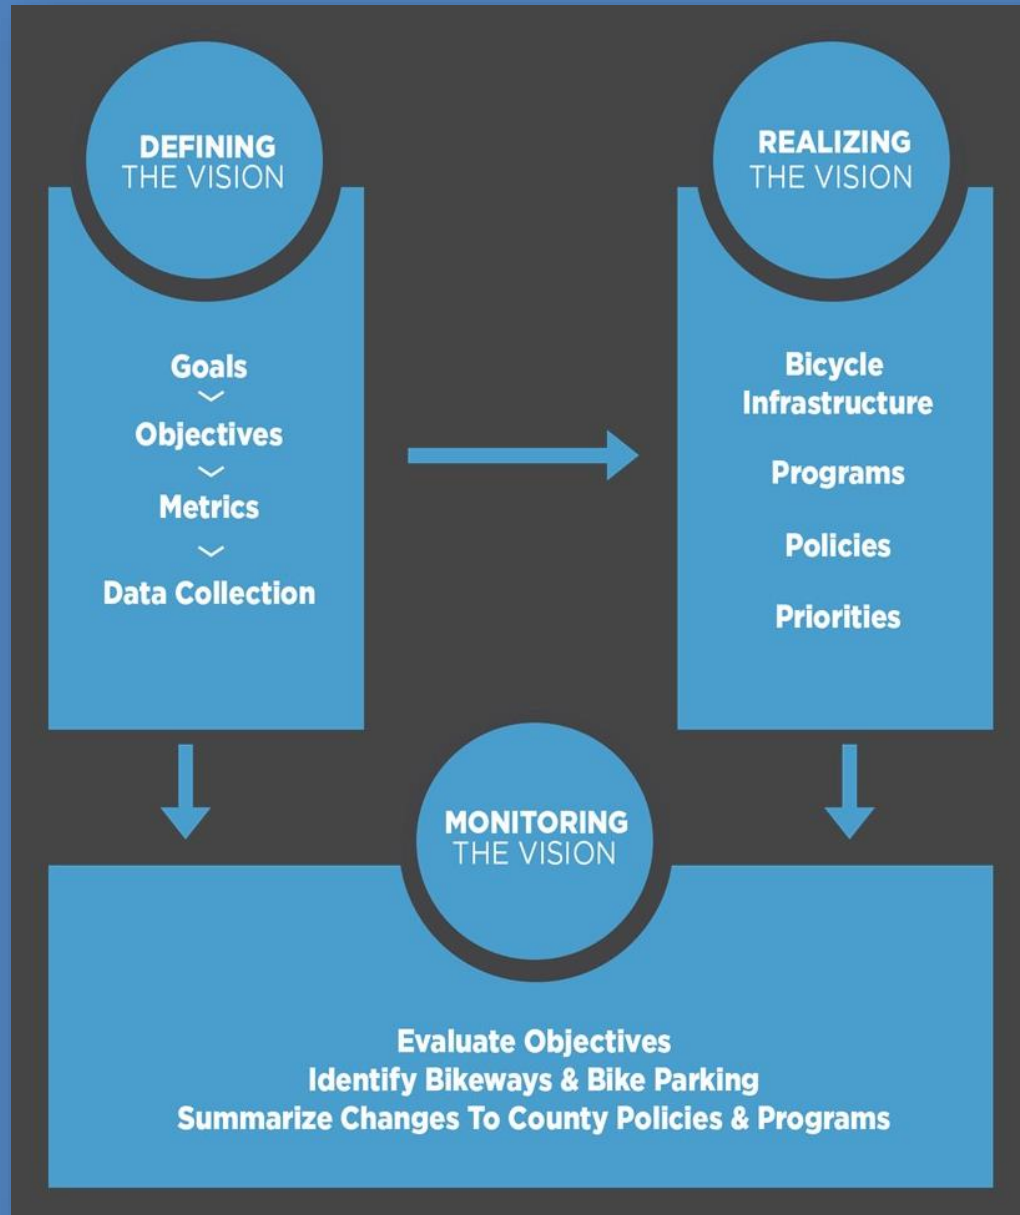 DEFINING
THE VISION
Goals
Objectives
Metrics
Data Collection
REALIZING
THE VISION
Bicycle
Infrastructure
Programs
Policies
Priorities
MONITORING
THE VISION
Evaluate Objectives
Identify Bikeways & Bike Parking
Summarize Changes To County Policies & Programs